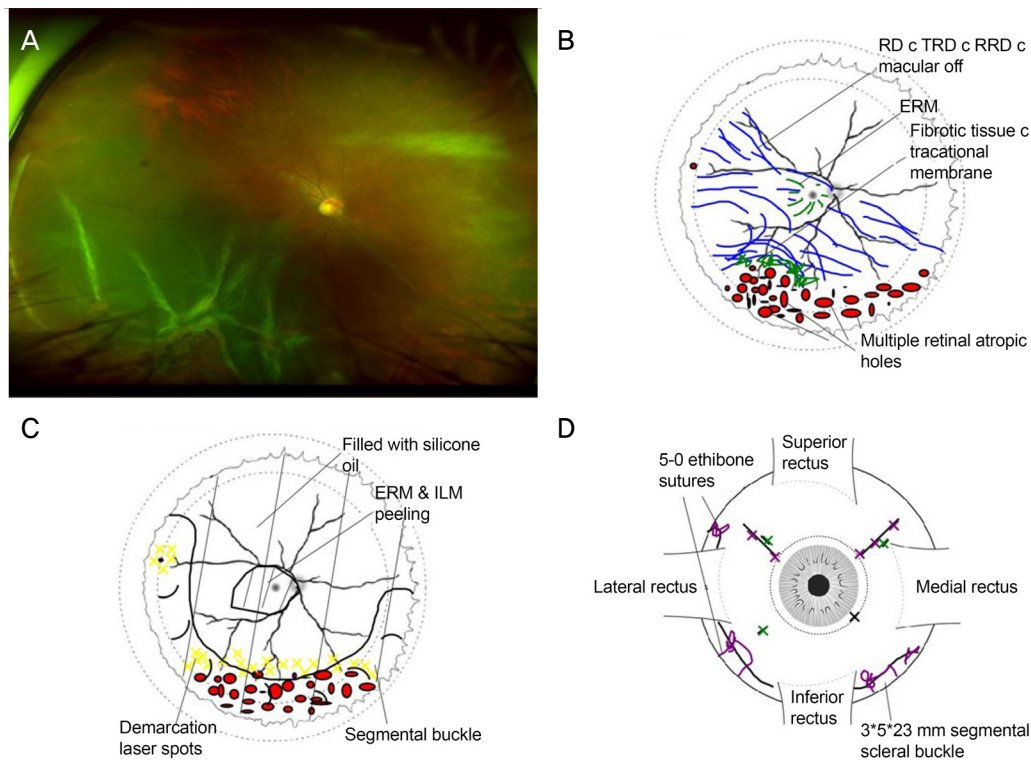 A
B
RD c TRD c RRD c
macular off
ERM
Fibrotic tissue c
tracational
membrane
Multiple retinal atropic
holes
C
Filled with silicone
oil
ERM & ILM
peeling
Demarcation
laser spots
Segmental buckle
D
Superior
rectus
5-0 ethibone
sutures
Lateral rectus
Medial rectus
Inferior
rectus
3*5*23 mm segmental
scleral buckle